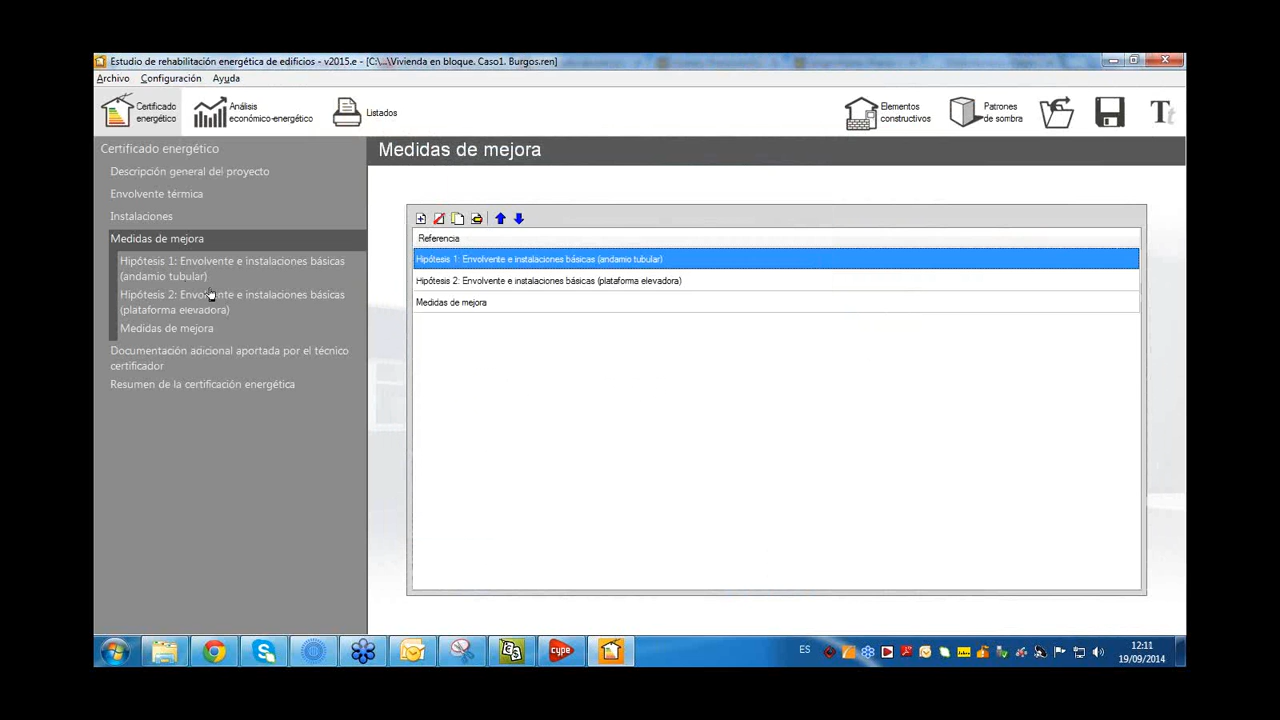 Estudio de rehabilitación energética de edificios - v2015.e - [C:\...\Vivienda en bloque. Caso1. Burgos.ren]
Archivo Configuración Ayuda
Certificado energético
Análisis económico-energético
Listados
Elementos constructivos
Patrones de sombra
Tt
Certificado energético
Descripción general del proyecto
Envolvente térmica
Instalaciones
Medidas de mejora
Hipótesis 1: Envolvente e instalaciones básicas
(andamio tubular)
Hipótesis 2: Envolvente e instalaciones básicas
(plataforma elevadora)
Medidas de mejora
Documentación adicional aportada por el técnico
certificador
Resumen de la certificación energética
Medidas de mejora
Referencia
Hipótesis 1: Envolvente e instalaciones básicas (andamio tubular)
Hipótesis 2: Envolvente e instalaciones básicas (plataforma elevadora)
Medidas de mejora
cype
ES
12:11
19/09/2014